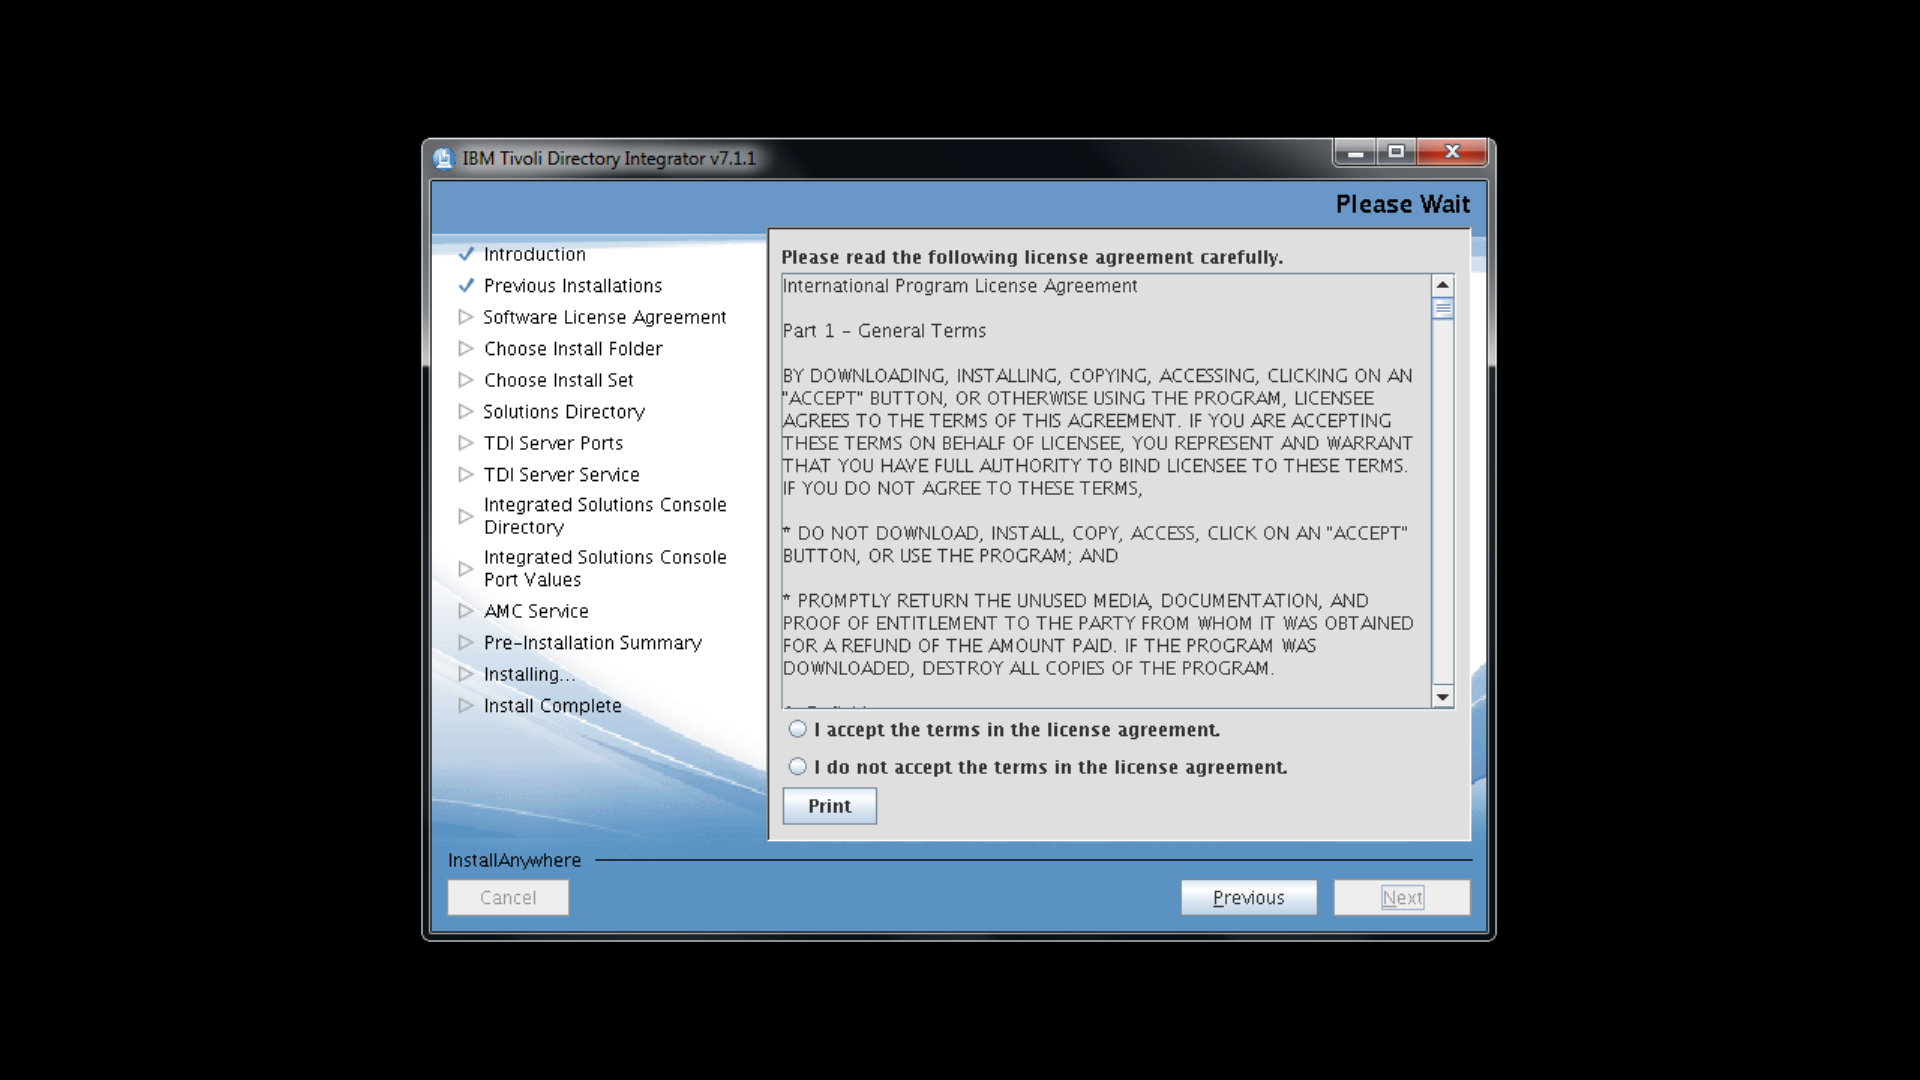 IBM Tivoli Directory Integrator v7.1.1
Please Wait
Introduction
Previous Installations
Software License Agreement
Choose Install Folder
Choose Install Set
Solutions Directory
TDI Server Ports
TDI Server Service
Integrated Solutions Console
Directory
Integrated Solutions Console
Port Values
AMC Service
Pre-Installation Summary
Installing...
Install Complete
Please read the following license agreement carefully.
International Program License Agreement
Part 1 - General Terms
BY DOWNLOADING, INSTALLING, COPYING, ACCESSING, CLICKING ON AN
"ACCEPT" BUTTON, OR OTHERWISE USING THE PROGRAM, LICENSEE
AGREES TO THE TERMS OF THIS AGREEMENT. IF YOU ARE ACCEPTING
THESE TERMS ON BEHALF OF LICENSEE, YOU REPRESENT AND WARRANT
THAT YOU HAVE FULL AUTHORITY TO BIND LICENSEE TO THESE TERMS.
IF YOU DO NOT AGREE TO THESE TERMS,
* DO NOT DOWNLOAD, INSTALL, COPY, ACCESS, CLICK ON AN "ACCEPT"
BUTTON, OR USE THE PROGRAM; AND
* PROMPTLY RETURN THE UNUSED MEDIA, DOCUMENTATION, AND
PROOF OF ENTITLEMENT TO THE PARTY FROM WHOM IT WAS OBTAINED
FOR A REFUND OF THE AMOUNT PAID. IF THE PROGRAM WAS
DOWNLOADED, DESTROY ALL COPIES OF THE PROGRAM.
I accept the terms in the license agreement.
I do not accept the terms in the license agreement.
Print
InstallAnywhere
Cancel
Previous
Next